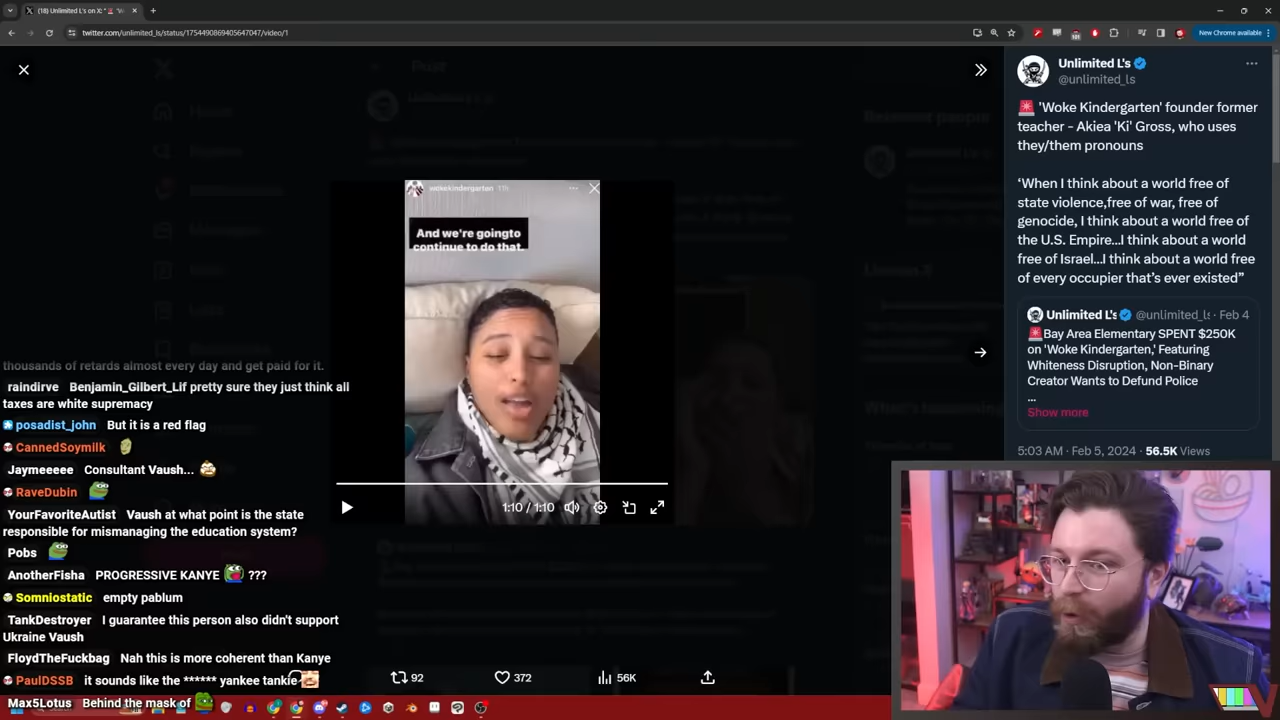 (18) Unlimited L's on X: "🚨 'W
twitter.com/unlimited_ls/status/1754490869405647047/video/1
New Chrome available
Post
wokekindergarten 11h
And we're goingto
continue to do that.
1:10 / 1:10
92
372
56K
Unlimited L's
@unlimited_ls
🚨 'Woke Kindergarten' founder former
teacher - Akiea 'Ki' Gross, who uses
they/them pronouns
‘When I think about a world free of
state violence,free of war, free of
genocide, I think about a world free of
the U.S. Empire...I think about a world
free of Israel...I think about a world free
of every occupier that’s ever existed”
Unlimited L's @unlimited_ls · Feb 4
🚨Bay Area Elementary SPENT $250K
on 'Woke Kindergarten,' Featuring
Whiteness Disruption, Non-Binary
Creator Wants to Defund Police
...
Show more
5:03 AM · Feb 5, 2024 · 56.5K Views
thousands of retards almost every day and get paid for it.
raindirve Benjamin_Gilbert_Lif pretty sure they just think all
taxes are white supremacy
posadist_john But it is a red flag
CannedSoymilk
Jaymeeeee Consultant Vaush...
RaveDubin
YourFavoriteAutist Vaush at what point is the state
responsible for mismanaging the education system?
Pobs
AnotherFisha PROGRESSIVE KANYE ???
Somniostatic empty pablum
TankDestroyer I guarantee this person also didn't support
Ukraine Vaush
FloydTheFuckbag Nah this is more coherent than Kanye
PaulDSSB it sounds like the ****** yankee tankie
Max5Lotus Behind the mask of